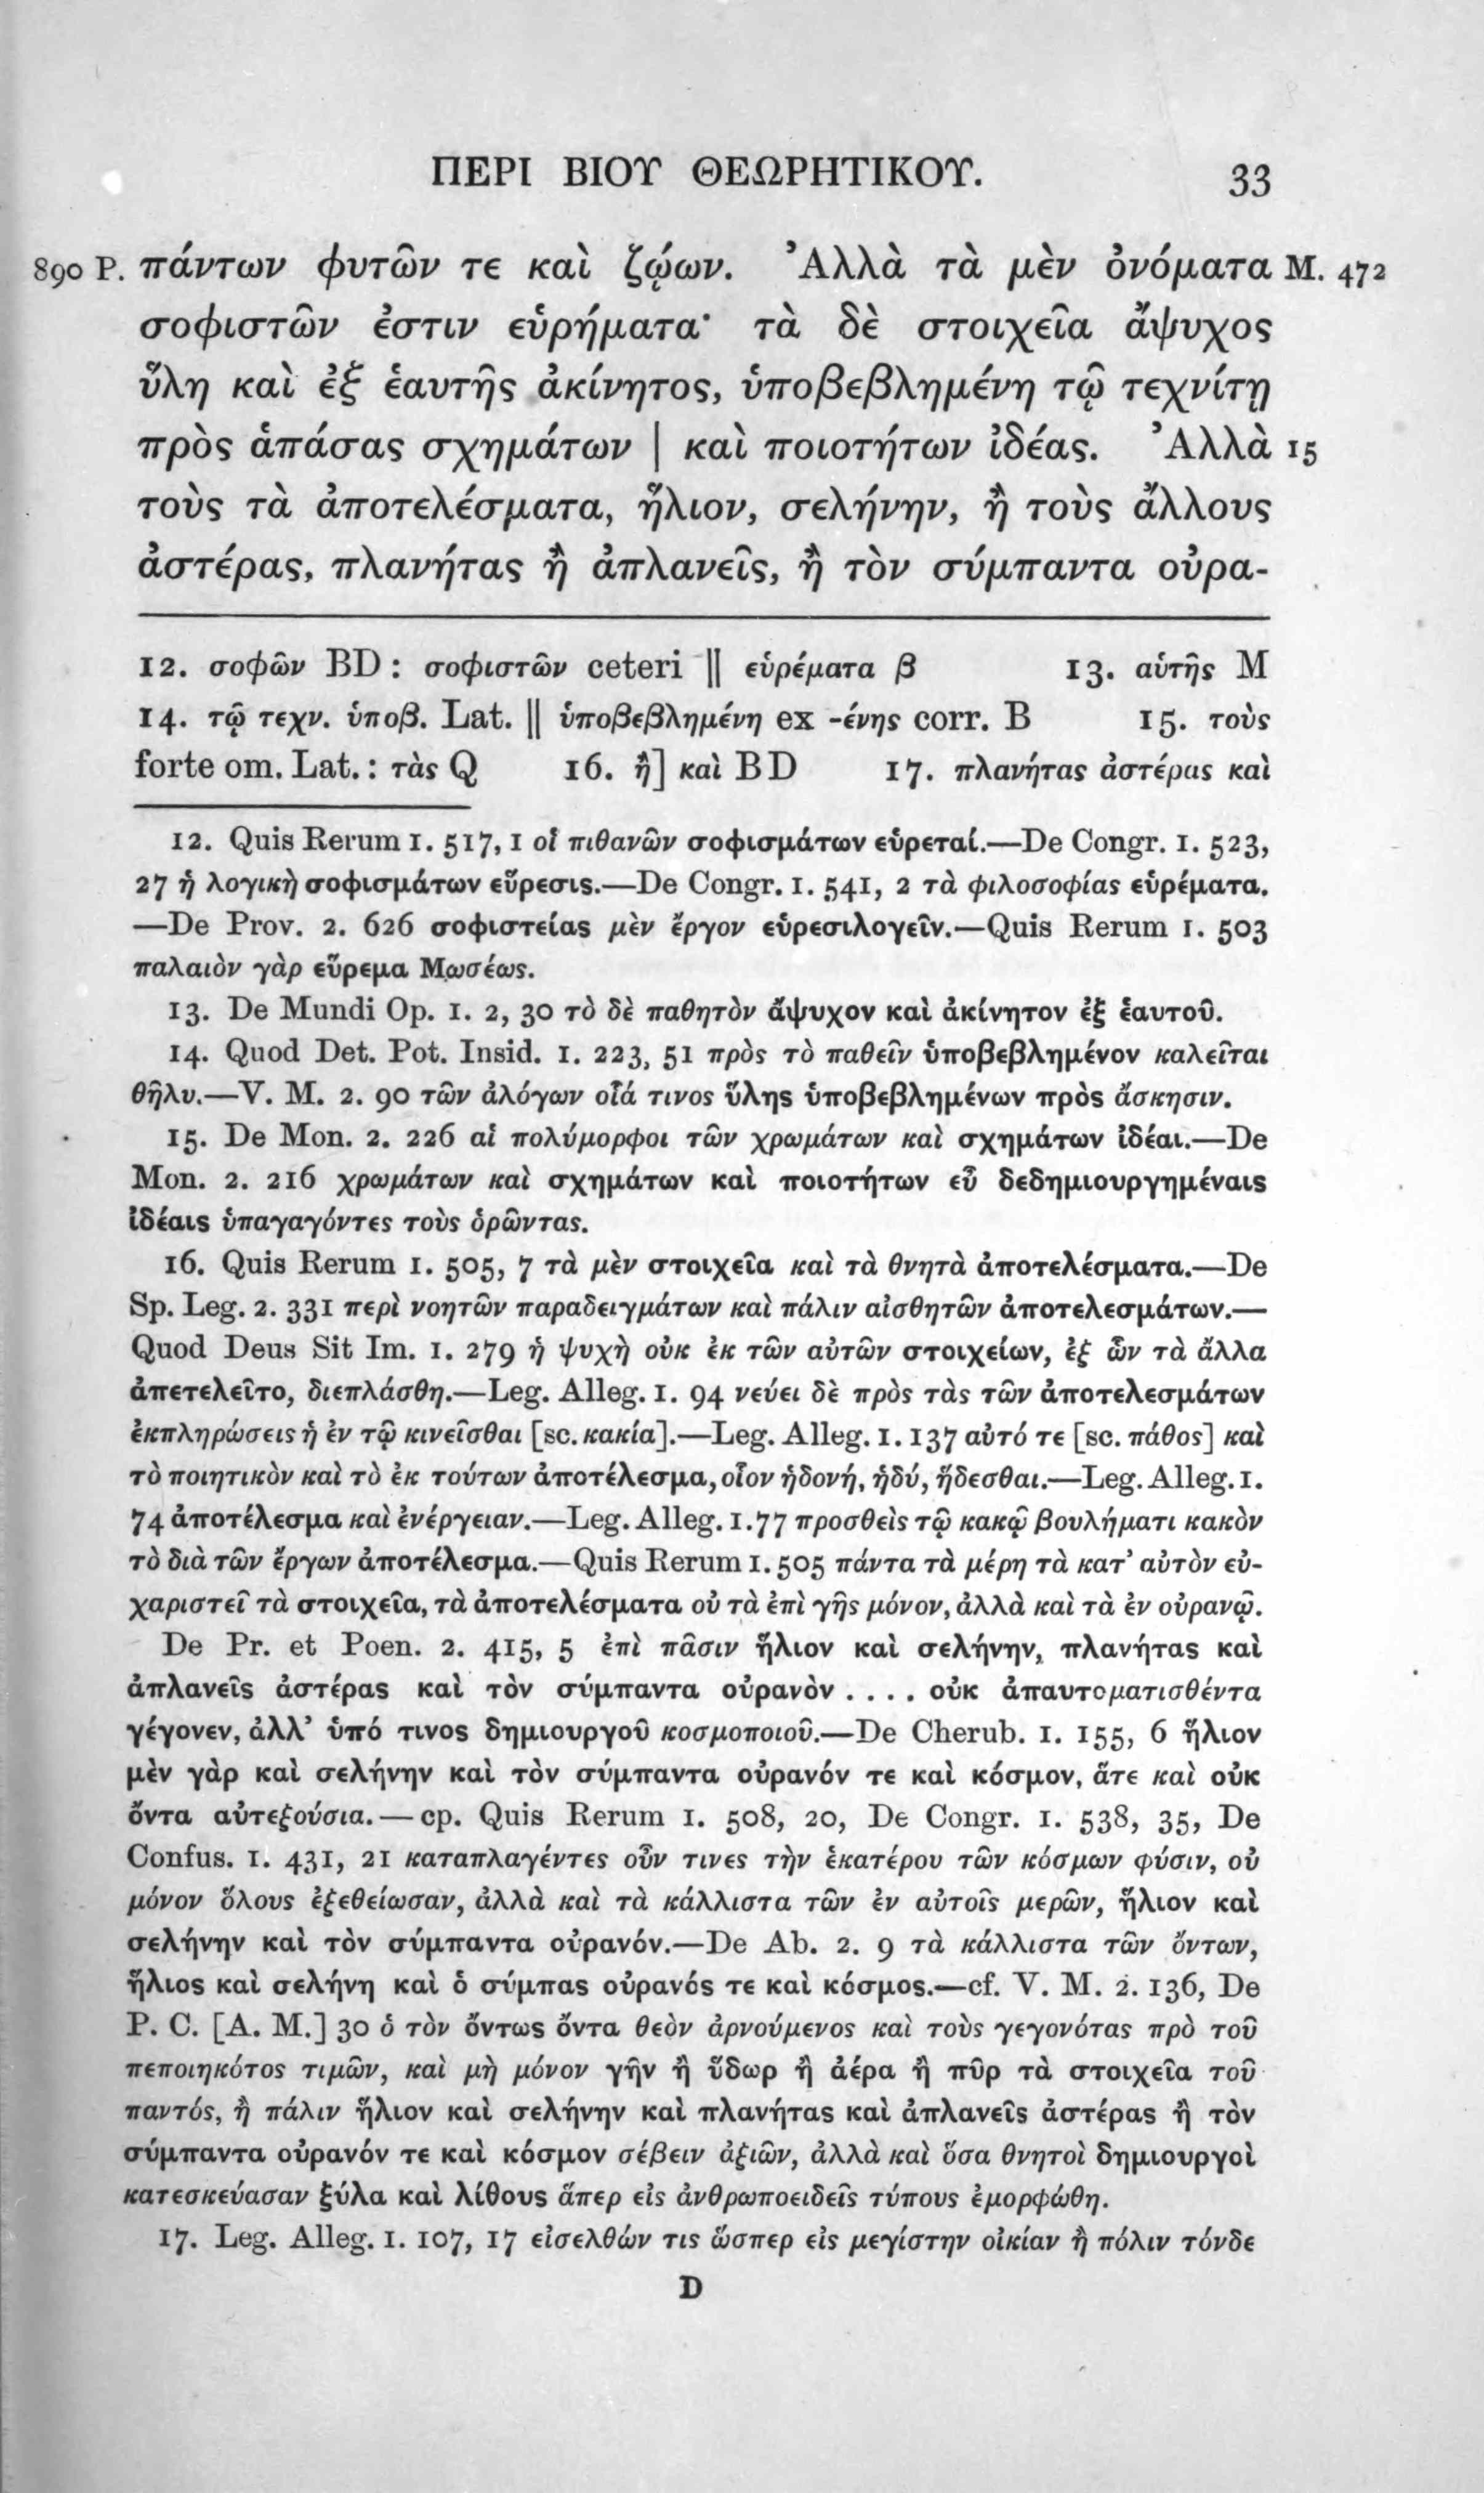 ΠΕΡΙ ΒΙΟΥ ΘΕΩΡΗΤΙΚΟΥ. 33
890 P. πάντων φυτῶν τε καὶ ζῴων. Ἀλλὰ τὰ μὲν ὀνόματα M. 472
σοφιστῶν ἐστιν εὑρήματα· τὰ δὲ στοιχεῖα ἄψυχος
ὕλη καὶ ἐξ ἑαυτῆς ἀκίνητος, ὑποβεβλημένη τῷ τεχνίτῃ
πρὸς ἁπάσας σχημάτων | καὶ ποιοτήτων ἰδέας. Ἀλλὰ 15
τοὺς τὰ ἀποτελέσματα, ἥλιον, σελήνην, ἢ τοὺς ἄλλους
ἀστέρας, πλανήτας ἢ ἀπλανεῖς, ἢ τὸν σύμπαντα οὐρα-
12. σοφῶν BD: σοφιστῶν ceteri || εὑρέματα β 13. αὑτῆς M
14. τῷ τεχν. ὑποβ. Lat. || ὑποβεβλημένη ex -ένης corr. B 15. τοὺς
forte om. Lat.: τὰς Q 16. ἢ] καὶ BD 17. πλανήτας ἀστέρας καὶ
12. Quis Rerum 1. 517, 1 οἱ πιθανῶν σοφισμάτων εὑρεταί.—De Congr. 1. 523,
27 ἡ λογικὴ σοφισμάτων εὕρεσις.—De Congr. 1. 541, 2 τὰ φιλοσοφίας εὑρέματα.
—De Prov. 2. 626 σοφιστείας μὲν ἔργον εὑρεσιλογεῖν.—Quis Rerum 1. 503
παλαιὸν γὰρ εὕρεμα Μωσέως.
13. De Mundi Op. 1. 2, 30 τὸ δὲ παθητὸν ἄψυχον καὶ ἀκίνητον ἐξ ἑαυτοῦ.
14. Quod Det. Pot. Insid. 1. 223, 51 πρὸς τὸ παθεῖν ὑποβεβλημένον καλεῖται
θῆλυ.—V. M. 2. 90 τῶν ἀλόγων οἷά τινος ὕλης ὑποβεβλημένων πρὸς ἄσκησιν.
15. De Mon. 2. 226 αἱ πολύμορφοι τῶν χρωμάτων καὶ σχημάτων ἰδέαι.—De
Mon. 2. 216 χρωμάτων καὶ σχημάτων καὶ ποιοτήτων εὖ δεδημιουργημέναις
ἰδέαις ὑπαγαγόντες τοὺς ὁρῶντας.
16. Quis Rerum 1. 505, 7 τὰ μὲν στοιχεῖα καὶ τὰ θνητὰ ἀποτελέσματα.—De
Sp. Leg. 2. 331 περὶ νοητῶν παραδειγμάτων καὶ πάλιν αἰσθητῶν ἀποτελεσμάτων.—
Quod Deus Sit Im. 1. 279 ἡ ψυχὴ οὐκ ἐκ τῶν αὐτῶν στοιχείων, ἐξ ὧν τὰ ἄλλα
ἀπετελεῖτο, διεπλάσθη.—Leg. Alleg. 1. 94 νεύει δὲ πρὸς τὰς τῶν ἀποτελεσμάτων
ἐκπληρώσεις ἡ ἐν τῷ κινεῖσθαι [sc. κακία].—Leg. Alleg. 1. 137 αὐτό τε [sc. πάθος] καὶ
τὸ ποιητικὸν καὶ τὸ ἐκ τούτων ἀποτέλεσμα, οἷον ἡδονή, ἡδύ, ἥδεσθαι.—Leg. Alleg. 1.
74 ἀποτέλεσμα καὶ ἐνέργειαν.—Leg. Alleg. 1. 77 προσθεὶς τῷ κακῷ βουλήματι κακὸν
τὸ διὰ τῶν ἔργων ἀποτέλεσμα.—Quis Rerum 1. 505 πάντα τὰ μέρη τὰ κατ’ αὐτὸν εὐ-
χαριστεῖ τὰ στοιχεῖα, τὰ ἀποτελέσματα οὐ τὰ ἐπὶ γῆς μόνον, ἀλλὰ καὶ τὰ ἐν οὐρανῷ.
De Pr. et Poen. 2. 415, 5 ἐπὶ πᾶσιν ἥλιον καὶ σελήνην, πλανήτας καὶ
ἀπλανεῖς ἀστέρας καὶ τὸν σύμπαντα οὐρανὸν .... οὐκ ἀπαυτοματισθέντα
γέγονεν, ἀλλ’ ὑπό τινος δημιουργοῦ κοσμοποιοῦ.—De Cherub. 1. 155, 6 ἥλιον
μὲν γὰρ καὶ σελήνην καὶ τὸν σύμπαντα οὐρανόν τε καὶ κόσμον, ἅτε καὶ οὐκ
ὄντα αὐτεξούσια.—cp. Quis Rerum 1. 508, 20, De Congr. 1. 538, 35, De
Confus. 1. 431, 21 καταπλαγέντες οὖν τινες τὴν ἑκατέρου τῶν κόσμων φύσιν, οὐ
μόνον ὅλους ἐξεθείωσαν, ἀλλὰ καὶ τὰ κάλλιστα τῶν ἐν αὐτοῖς μερῶν, ἥλιον καὶ
σελήνην καὶ τὸν σύμπαντα οὐρανόν.—De Ab. 2. 9 τὰ κάλλιστα τῶν ὄντων,
ἥλιος καὶ σελήνη καὶ ὁ σύμπας οὐρανός τε καὶ κόσμος.—cf. V. M. 2. 136, De
P. C. [A. M.] 30 ὁ τὸν ὄντως ὄντα θεὸν ἀρνούμενος καὶ τοὺς γεγονότας πρὸ τοῦ
πεποιηκότος τιμῶν, καὶ μὴ μόνον γῆν ἢ ὕδωρ ἢ ἀέρα ἢ πῦρ τὰ στοιχεῖα τοῦ
παντός, ἢ πάλιν ἥλιον καὶ σελήνην καὶ πλανήτας καὶ ἀπλανεῖς ἀστέρας ἢ τὸν
σύμπαντα οὐρανόν τε καὶ κόσμον σέβειν ἀξιῶν, ἀλλὰ καὶ ὅσα θνητοὶ δημιουργοὶ
κατεσκεύασαν ξύλα καὶ λίθους ἅπερ εἰς ἀνθρωποειδεῖς τύπους ἐμορφώθη.
17. Leg. Alleg. 1. 107, 17 εἰσελθών τις ὥσπερ εἰς μεγίστην οἰκίαν ἢ πόλιν τόνδε
D